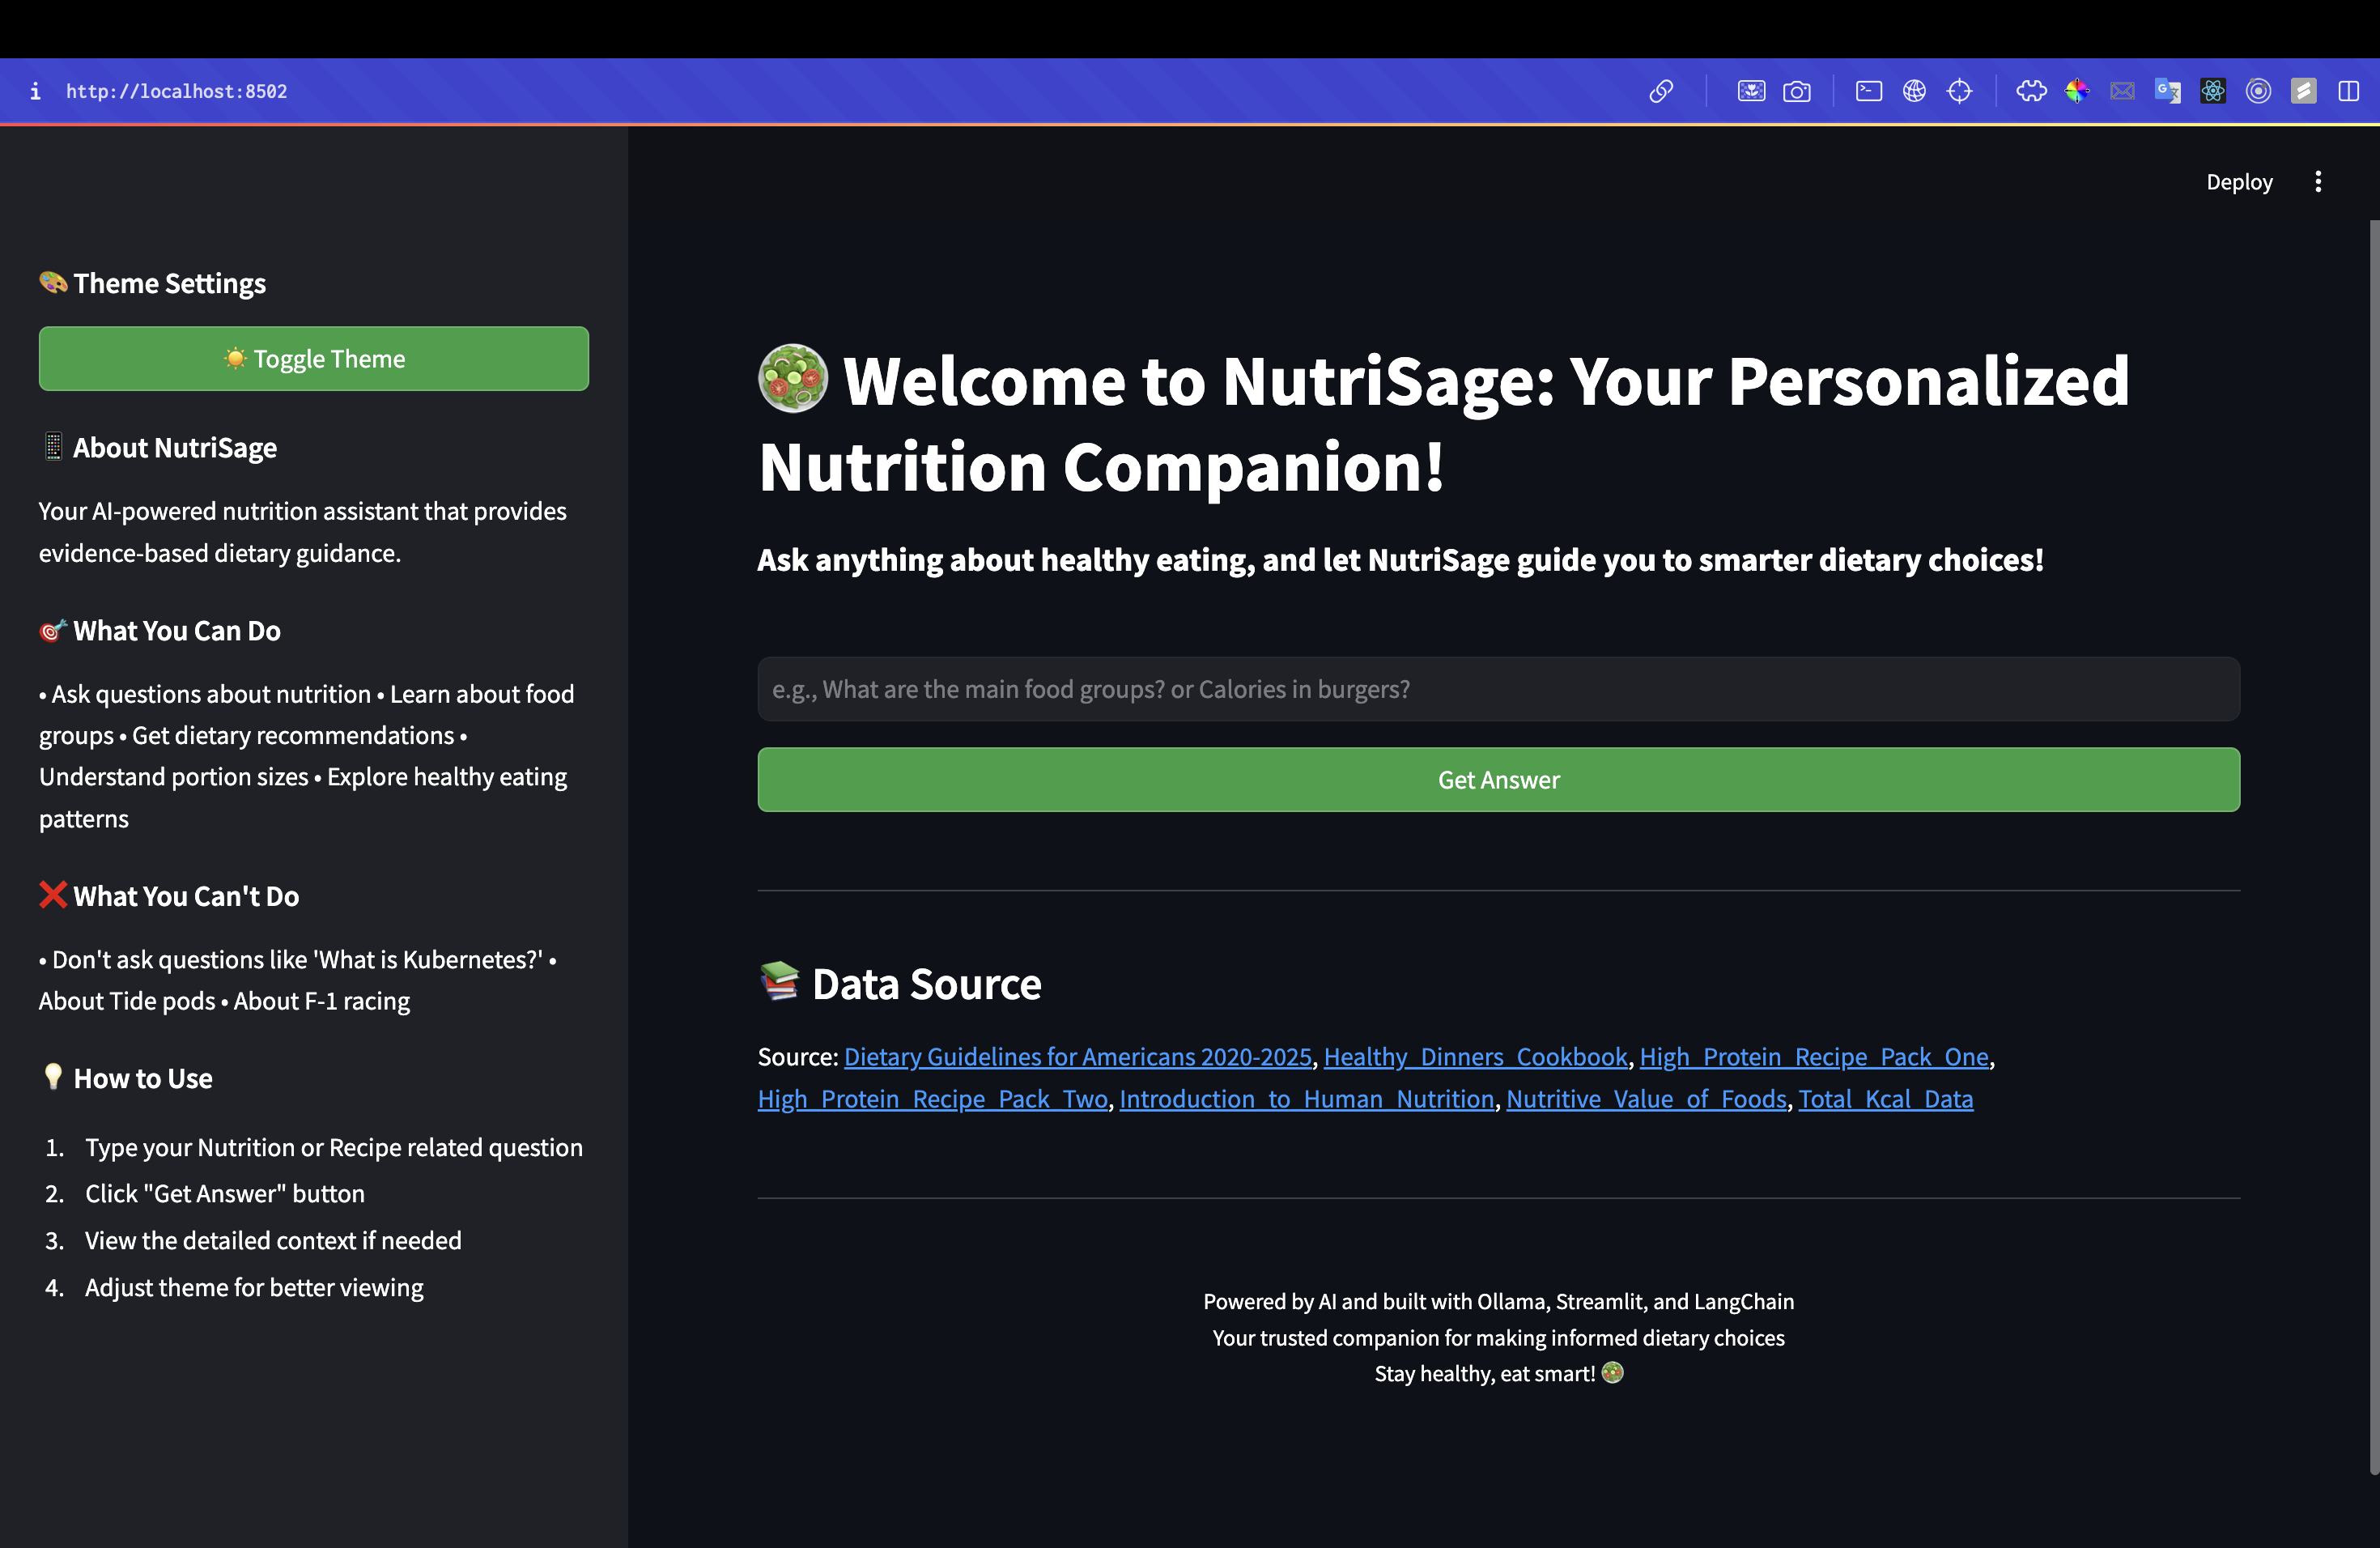 http://localhost:8502
Deploy
Theme Settings
Toggle Theme
About NutriSage
Your AI-powered nutrition assistant that provides
evidence-based dietary guidance.
What You Can Do
• Ask questions about nutrition • Learn about food
groups • Get dietary recommendations •
Understand portion sizes • Explore healthy eating
patterns
What You Can't Do
• Don't ask questions like 'What is Kubernetes?' •
About Tide pods • About F-1 racing
How to Use
1. Type your Nutrition or Recipe related question
2. Click "Get Answer" button
3. View the detailed context if needed
4. Adjust theme for better viewing
Welcome to NutriSage: Your Personalized
Nutrition Companion!
Ask anything about healthy eating, and let NutriSage guide you to smarter dietary choices!
e.g., What are the main food groups? or Calories in burgers?
Get Answer
Data Source
Source: Dietary Guidelines for Americans 2020-2025, Healthy_Dinners_Cookbook, High_Protein_Recipe_Pack_One,
High_Protein_Recipe_Pack_Two, Introduction_to_Human_Nutrition, Nutritive_Value_of_Foods, Total_Kcal_Data
Powered by AI and built with Ollama, Streamlit, and LangChain
Your trusted companion for making informed dietary choices
Stay healthy, eat smart!